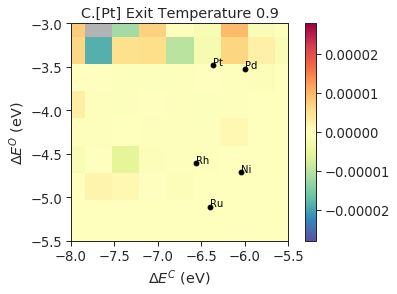 C.[Pt] Exit Temperature 0.9
−3.0
−3.5
−4.0
−4.5
−5.0
−5.5
ΔE^O (eV)
Pt
Pd
Rh
Ni
Ru
−8.0 −7.5 −7.0 −6.5 −6.0 −5.5
ΔE^C (eV)
0.00002
0.00001
0.00000
−0.00001
−0.00002